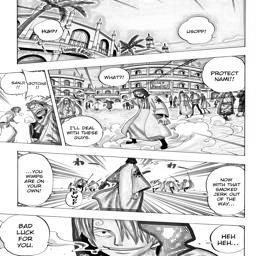 USOPP!
HUH?!
PROTECT
NAMI!!
WHAT?!
I'LL DEAL
WITH THESE
GUYS.
GOTCHA!
SANJI!
NOW WITH
THAT SMOKED
JERK OUT OF
THE WAY...
...YOU
WIMPS ARE
ON YOUR
OWN!
HEH
HEH...
BAD
LUCK FOR
YOU.